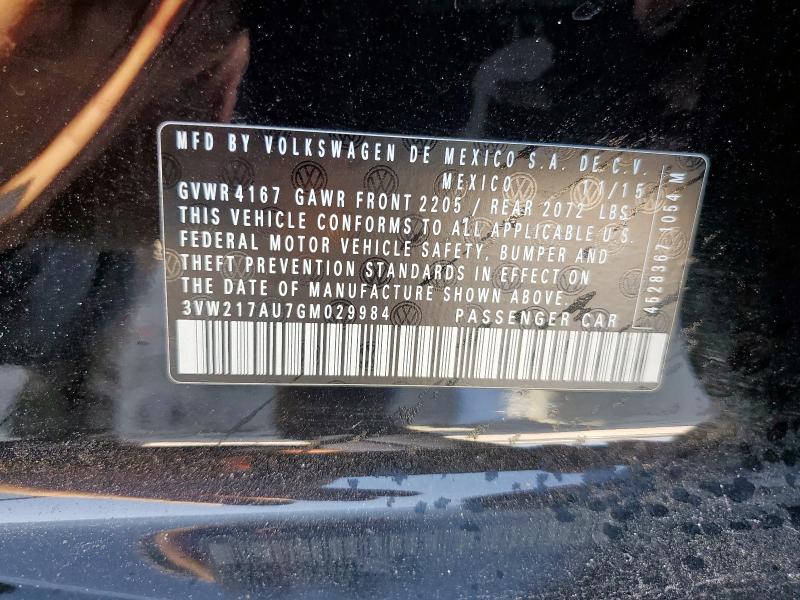 MFD BY VOLKSWAGEN DE MEXICO S.A. DE C.V.
MEXICO 11/15
GVWR 4167 GAWR FRONT 2205 / REAR 2072 LBS
THIS VEHICLE CONFORMS TO ALL APPLICABLE U.S.
FEDERAL MOTOR VEHICLE SAFETY, BUMPER AND
THEFT PREVENTION STANDARDS IN EFFECT ON
THE DATE OF MANUFACTURE SHOWN ABOVE.
3VW217AU7GM029984 PASSENGER CAR
4528367 1054 M